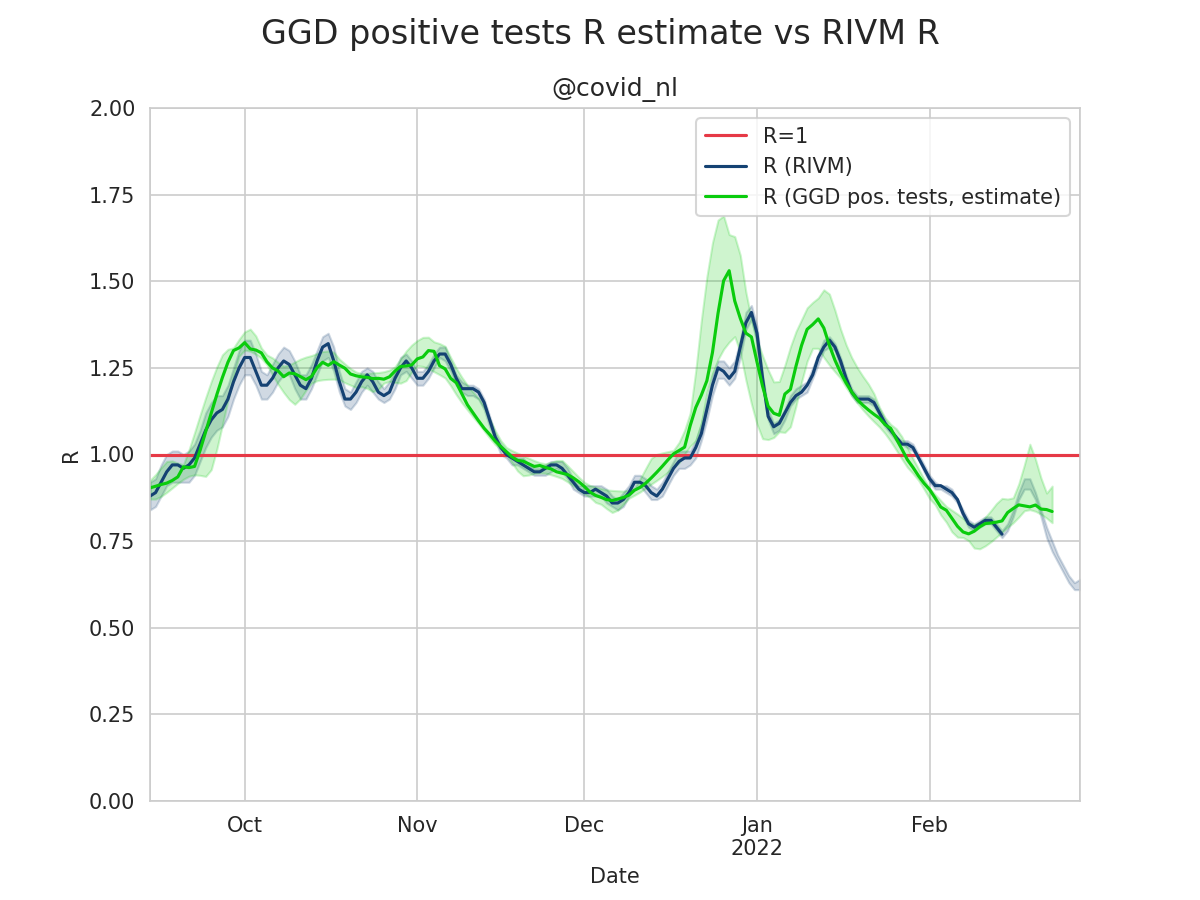 GGD positive tests R estimate vs RIVM R
@covid_nl
R=1
R (RIVM)
R (GGD pos. tests, estimate)
2.00
1.75
1.50
1.25
1.00
0.75
0.50
0.25
0.00
R
Oct
Nov
Dec
Jan
2022
Feb
Date